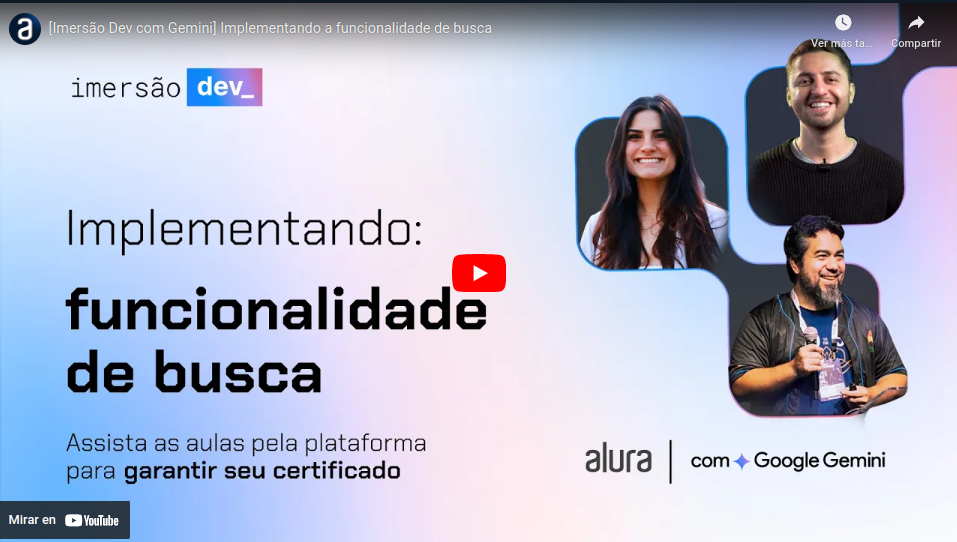 a [Imersão Dev com Gemini] Implementando a funcionalidade de busca
Ver más ta...
Compartir
imersão dev_
Implementando:
funcionalidade
de busca
Assista as aulas pela plataforma
para garantir seu certificado
alura | com Google Gemini
Mirar en YouTube